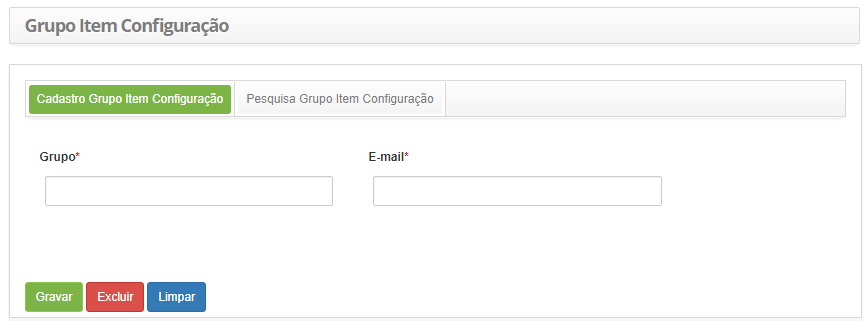 Grupo Item Configuração
Cadastro Grupo Item Configuração Pesquisa Grupo Item Configuração
Grupo* E-mail*
Gravar Excluir Limpar